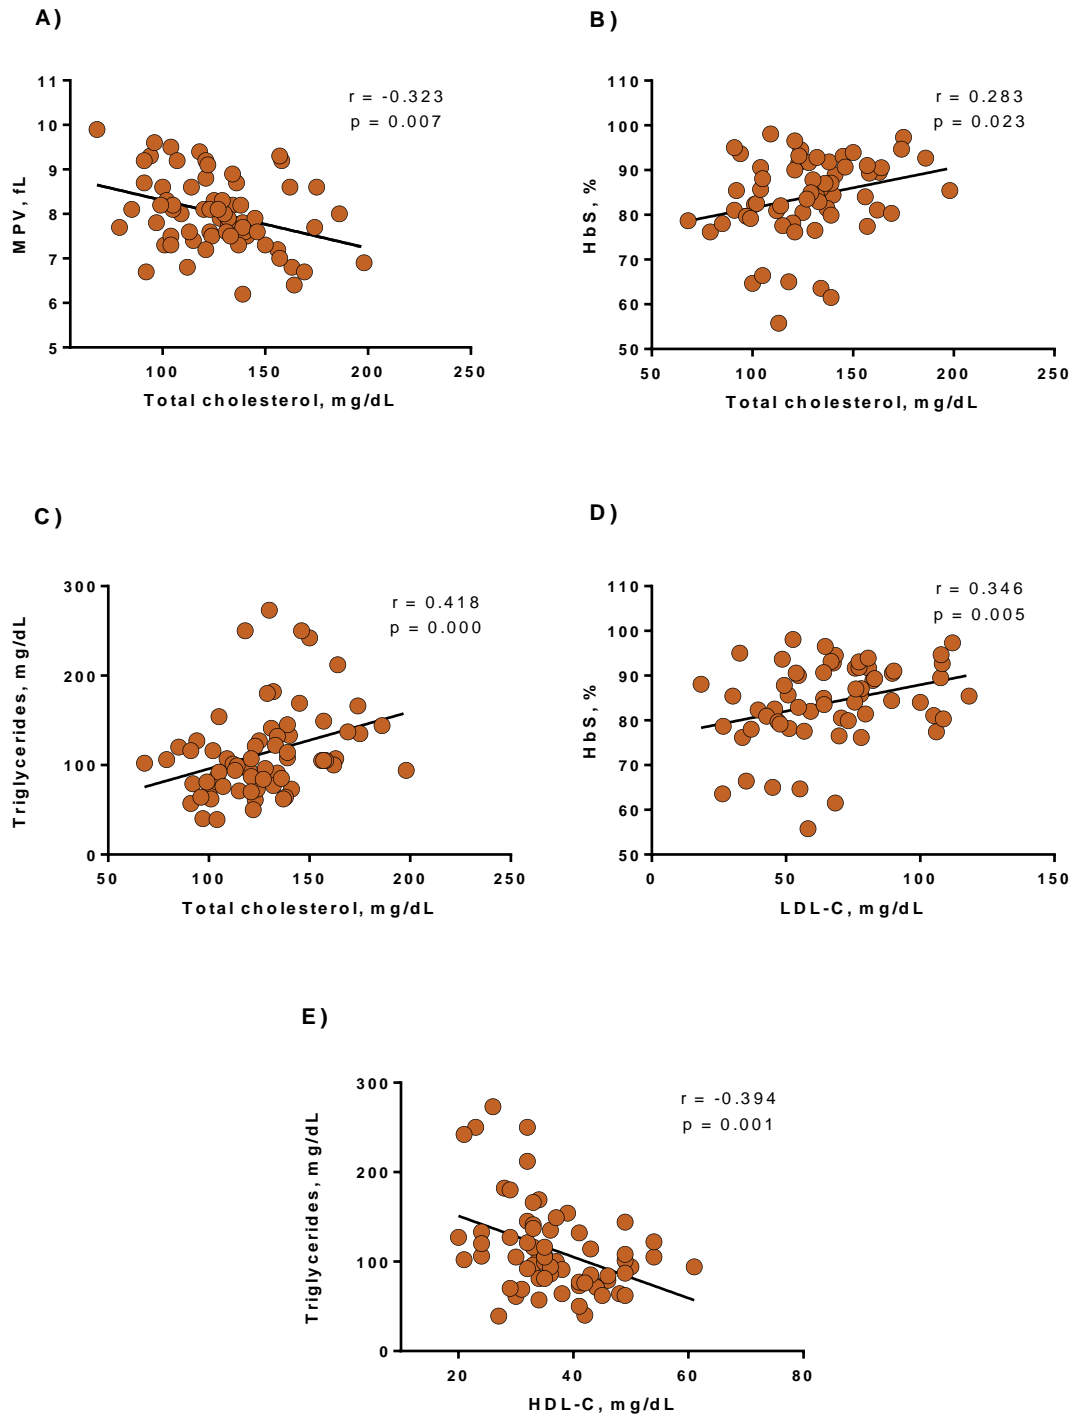 A)
r = -0.323
p = 0.007
MPV, fL
11
10
9
8
7
6
5
100 150 200 250
Total cholesterol, mg/dL
B)
r = 0.283
p = 0.023
HbS, %
110
100
90
80
70
60
50
50 100 150 200 250
Total cholesterol, mg/dL
C)
r = 0.418
p = 0.000
Triglycerides, mg/dL
300
200
100
0
50 100 150 200 250
Total cholesterol, mg/dL
D)
r = 0.346
p = 0.005
HbS, %
110
100
90
80
70
60
50
0 50 100 150
LDL-C, mg/dL
E)
r = -0.394
p = 0.001
Triglycerides, mg/dL
300
200
100
0
20 40 60 80
HDL-C, mg/dL